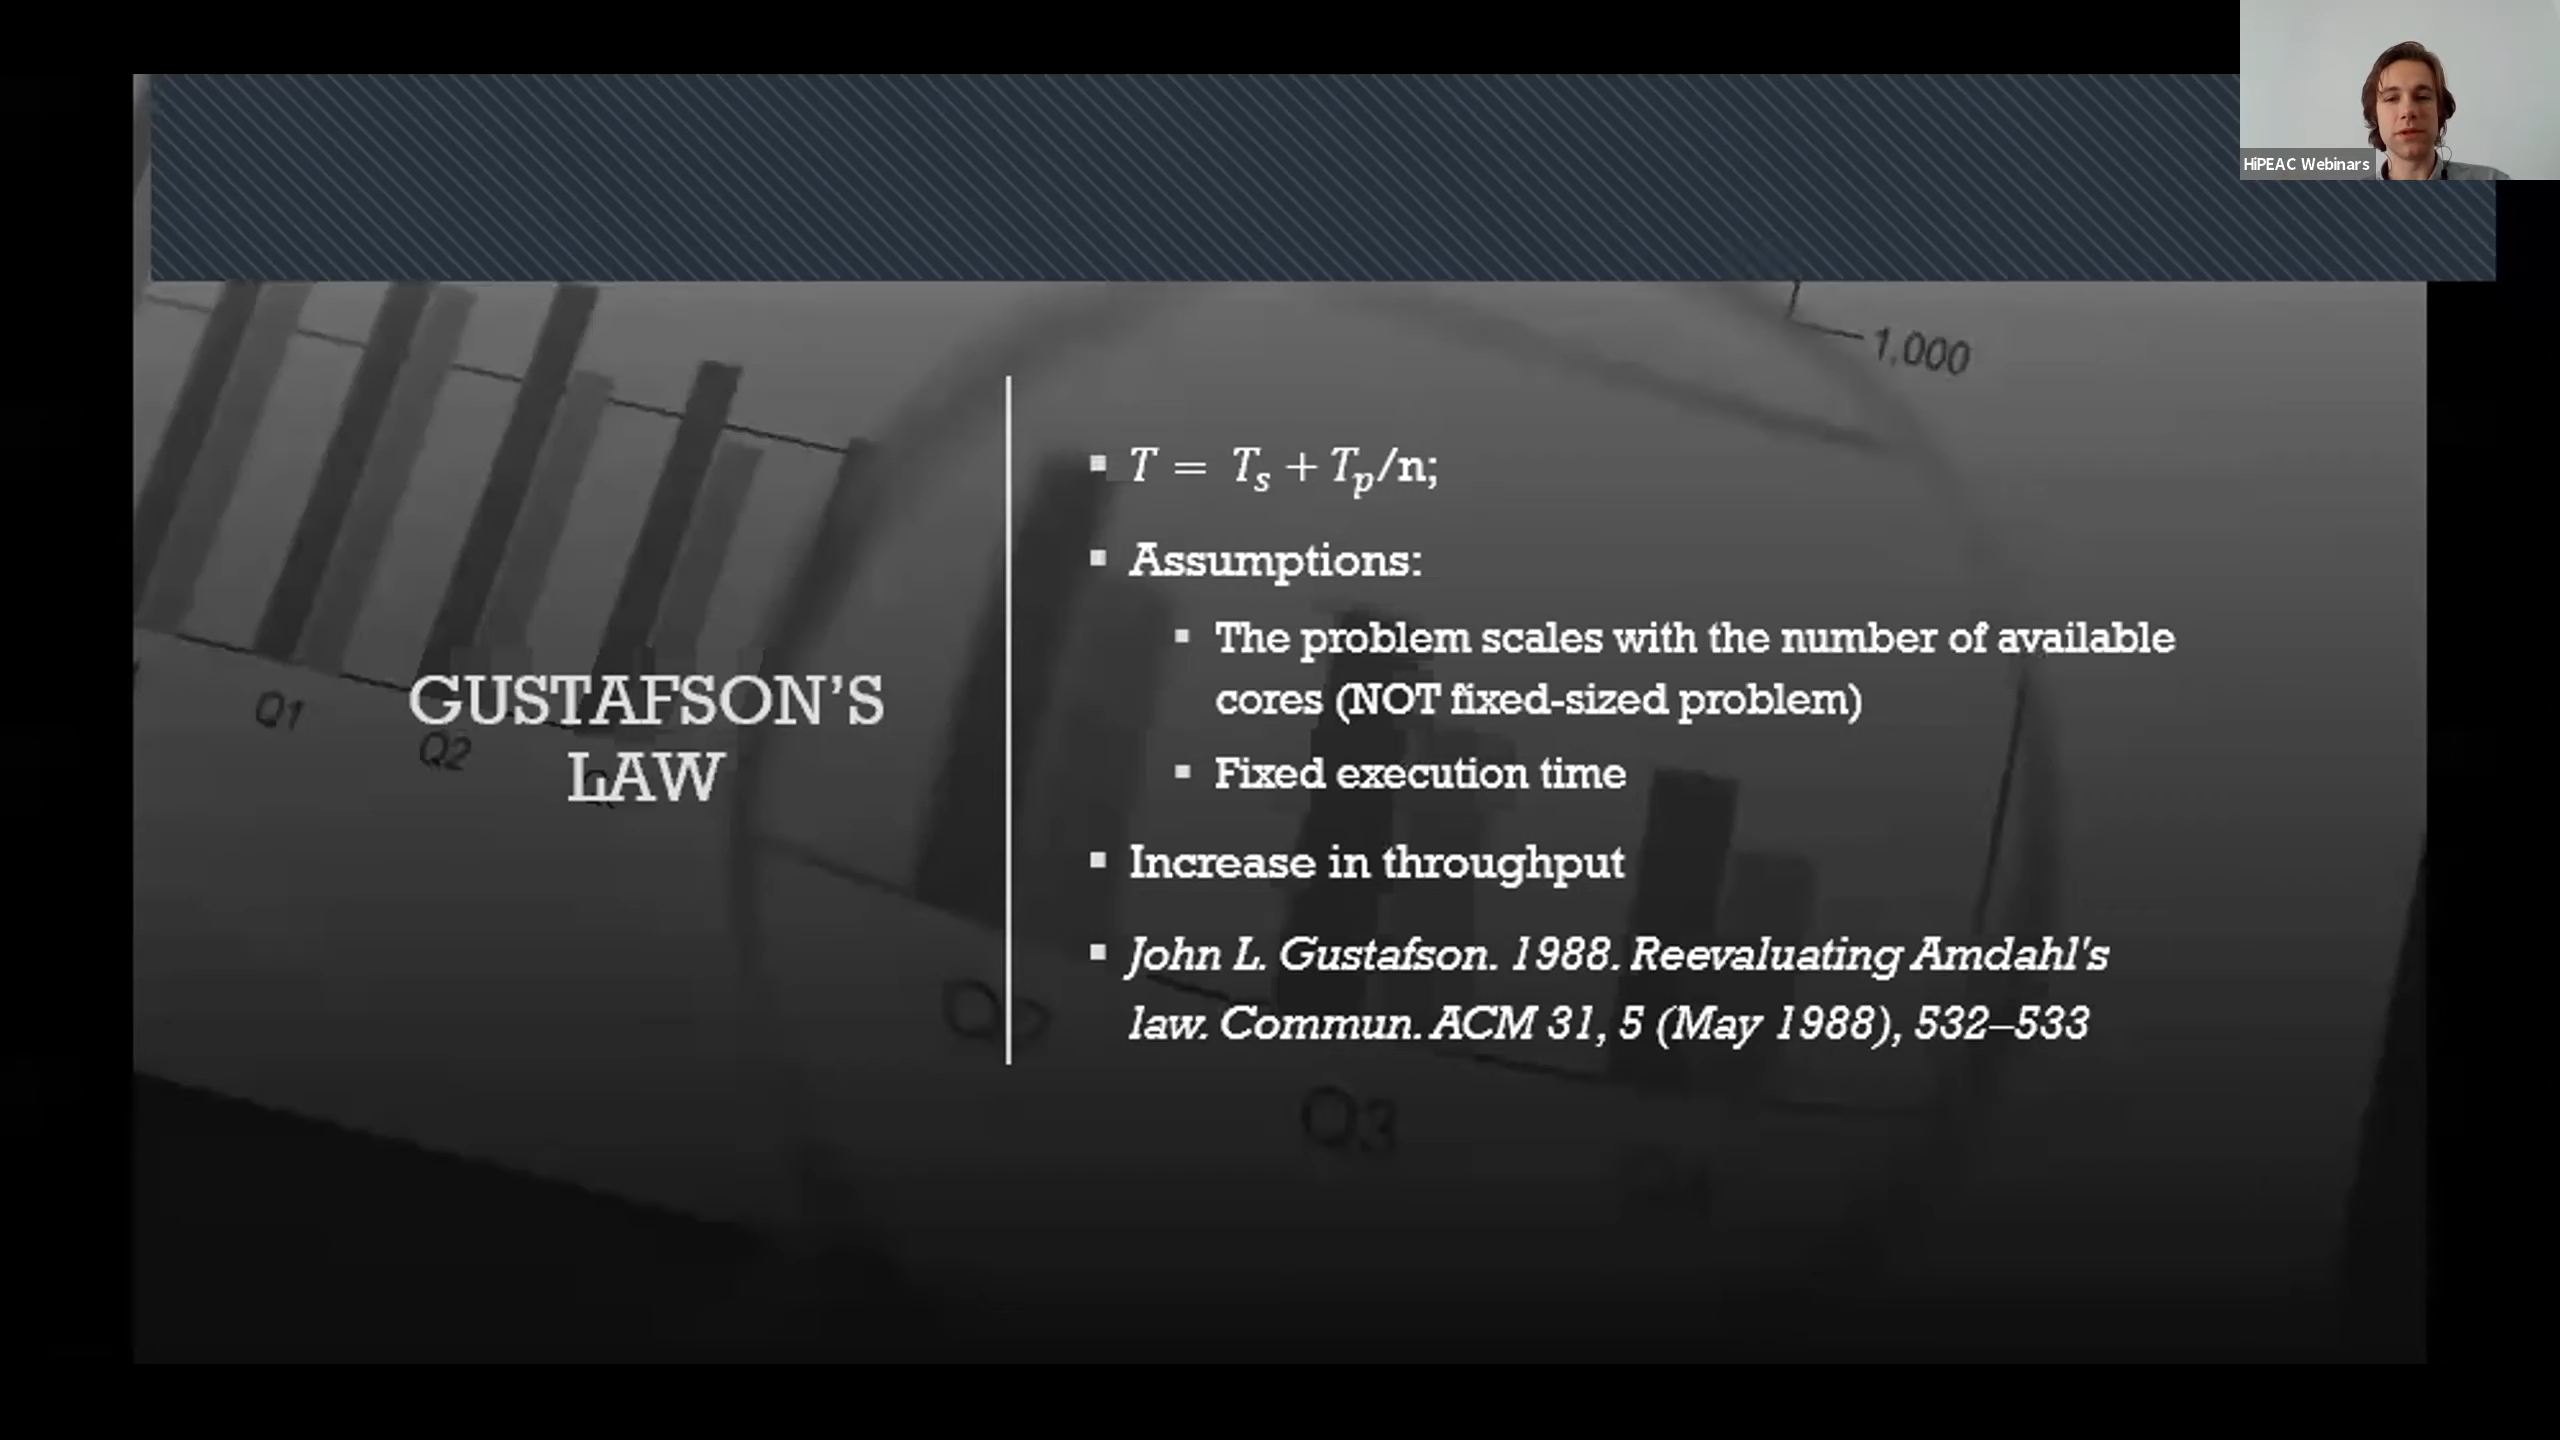 HiPEAC Webinars
1,000
GUSTAFSON'S
LAW
▪ T = Tₛ + Tₚ/n;
▪ Assumptions:
▪ The problem scales with the number of available
cores (NOT fixed-sized problem)
▪ Fixed execution time
▪ Increase in throughput
▪ John L. Gustafson. 1988. Reevaluating Amdahl's
law. Commun. ACM 31, 5 (May 1988), 532–533
Q1
Q2
Q2
Q3